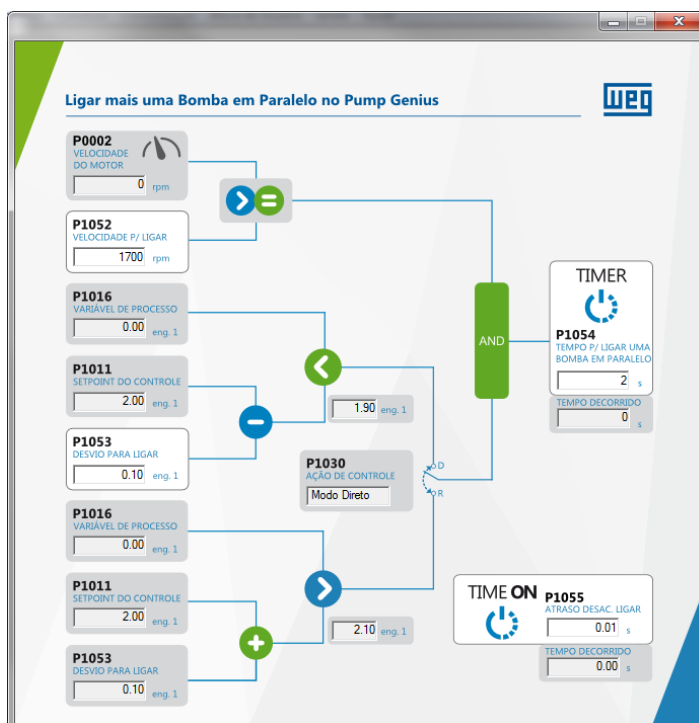 Ligar mais uma Bomba em Paralelo no Pump Genius
WEG
P0002
VELOCIDADE
DO MOTOR
0 rpm
P1052
VELOCIDADE P/ LIGAR
1700 rpm
P1016
VARIÁVEL DE PROCESSO
0.00 eng. 1
P1011
SETPOINT DO CONTROLE
2.00 eng. 1
1.90 eng. 1
P1053
DESVIO PARA LIGAR
0.10 eng. 1
AND
TIMER
P1054
TEMPO P/ LIGAR UMA
BOMBA EM PARALELO
2 s
TEMPO DECORRIDO
0 s
P1030
AÇÃO DE CONTROLE
Modo Direto
D
R
P1016
VARIÁVEL DE PROCESSO
0.00 eng. 1
P1011
SETPOINT DO CONTROLE
2.00 eng. 1
2.10 eng. 1
P1053
DESVIO PARA LIGAR
0.10 eng. 1
TIME ON P1055
ATRASO DESAC. LIGAR
0.01 s
TEMPO DECORRIDO
0.00 s